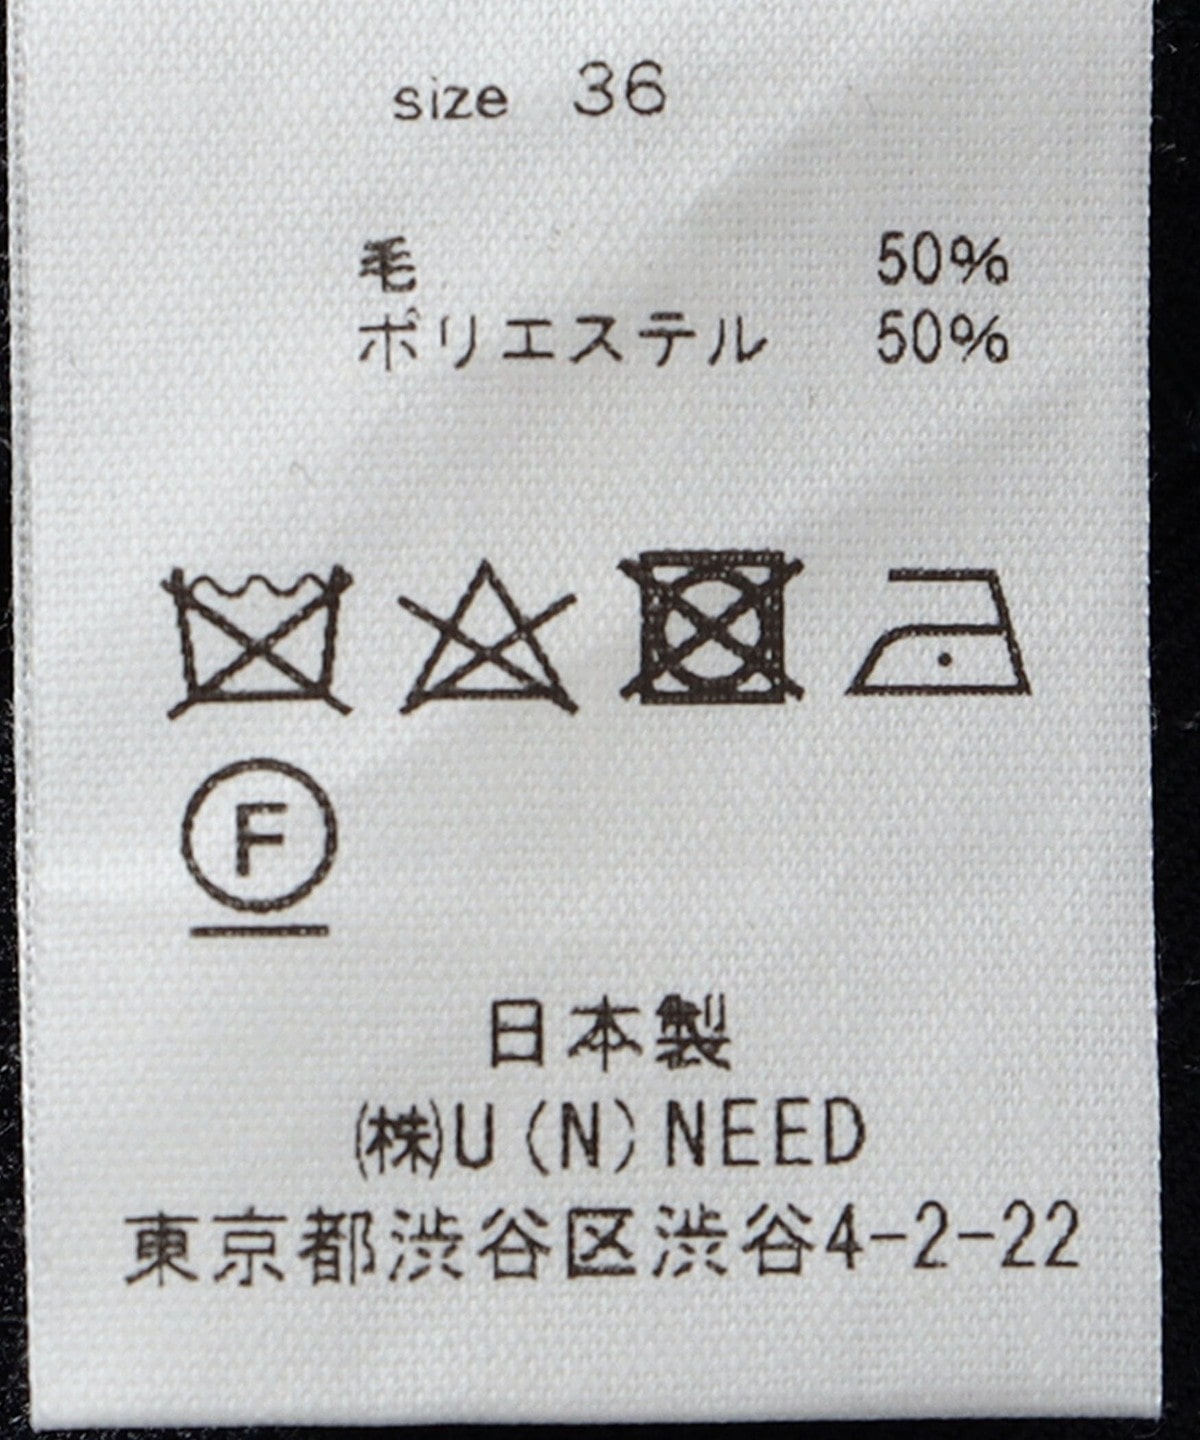 size 36
毛 50%
ポリエステル 50%
F
日本製
㈱U(N)NEED
東京都渋谷区渋谷4-2-22